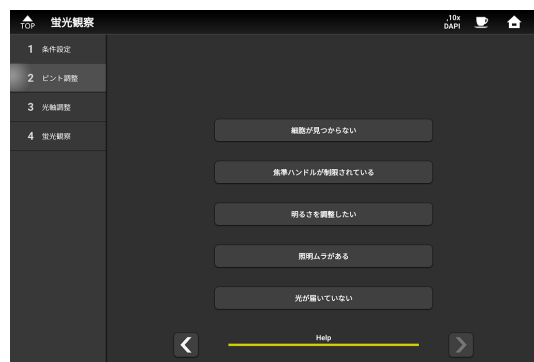 TOP
蛍光観察
,10x
DAPI
1 条件設定
2 ピント調整
3 光軸調整
4 蛍光観察
細胞が見つからない
焦準ハンドルが制限されている
明るさを調整したい
照明ムラがある
光が届いていない
Help